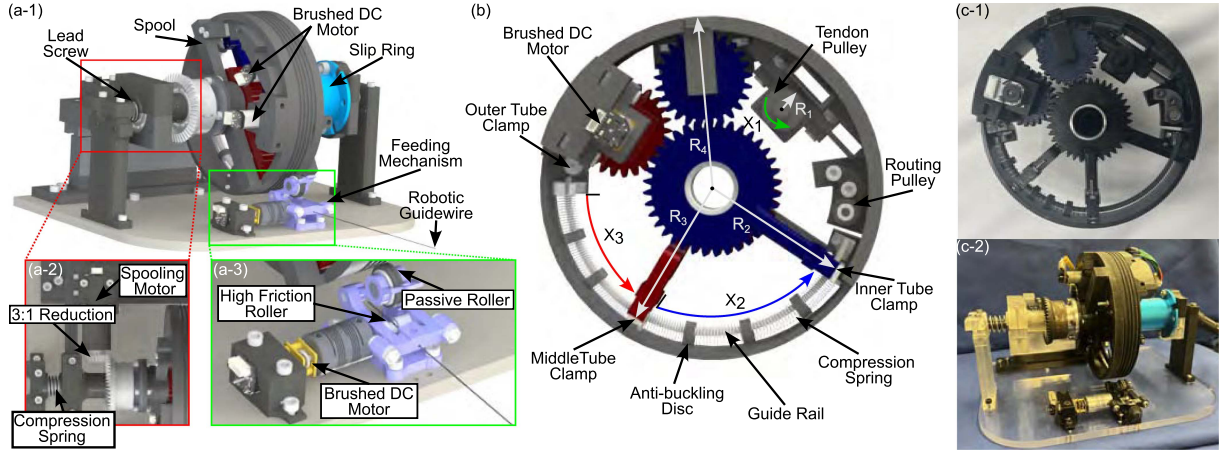 (a-1)
Lead
Screw
Spool
Brushed DC
Motor
Slip Ring
Feeding
Mechanism
Robotic
Guidewire
(a-2)
Spooling
Motor
3:1 Reduction
Compression
Spring
(a-3)
High Friction
Roller
Passive Roller
Brushed DC
Motor
(b)
Brushed DC
Motor
Outer Tube
Clamp
Tendon
Pulley
R1
X1
R4
Routing
Pulley
R3
R2
X3
X2
Inner Tube
Clamp
MiddleTube
Clamp
Anti-buckling
Disc
Guide Rail
Compression
Spring
(c-1)
(c-2)